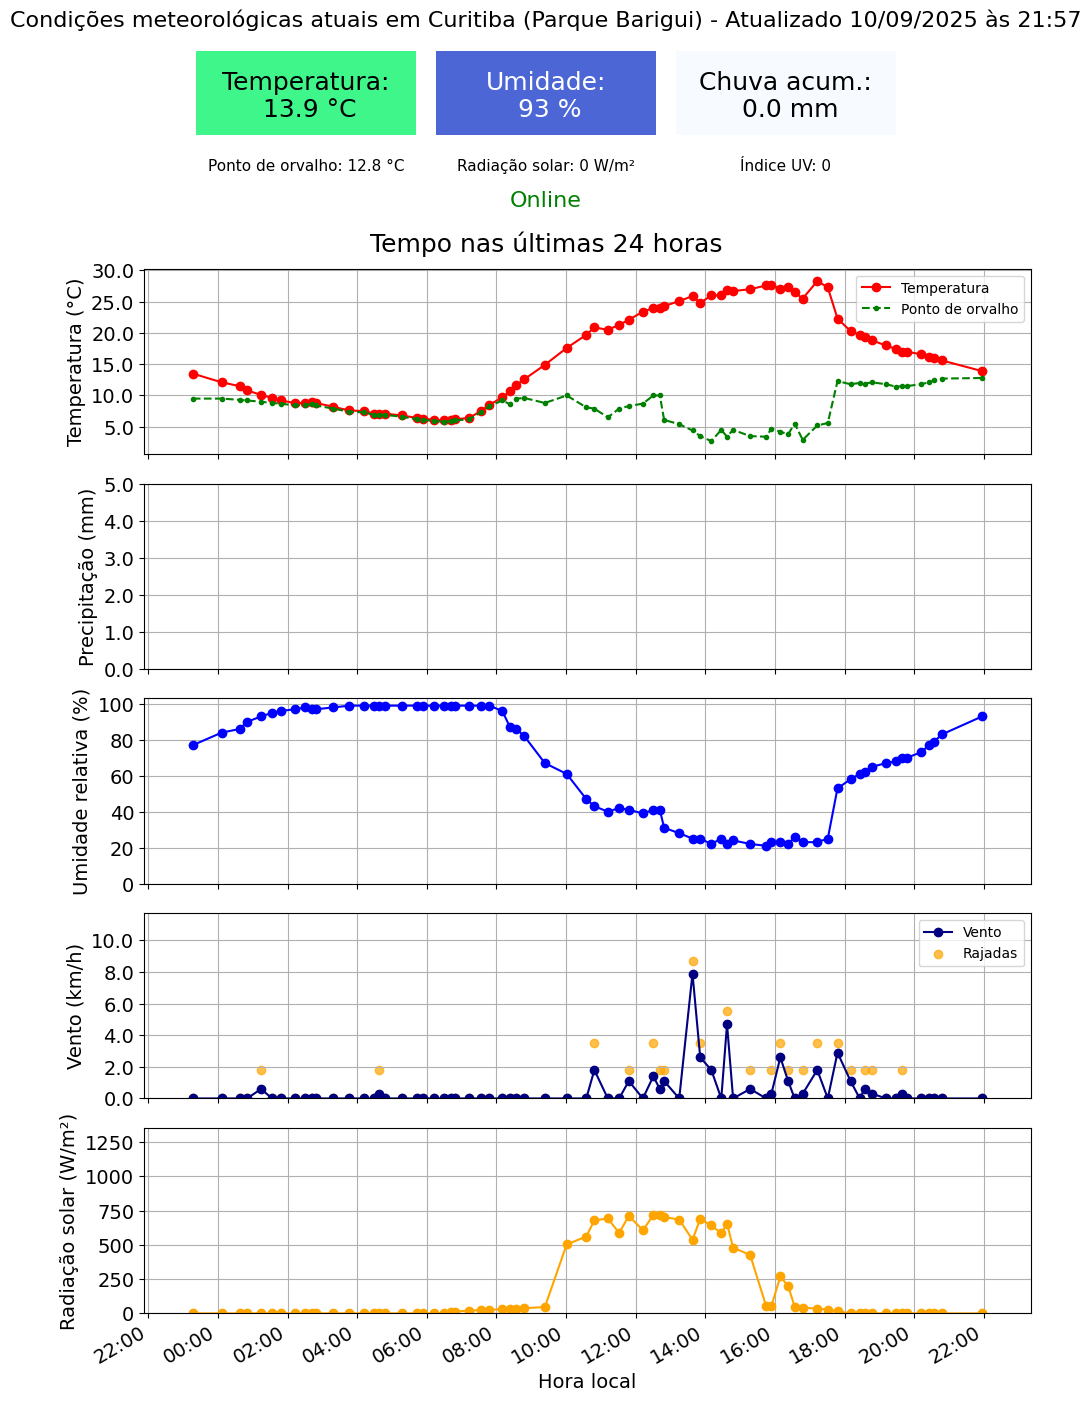 Condições meteorológicas atuais em Curitiba (Parque Barigui) - Atualizado 10/09/2025 às 21:57
Temperatura:
13.9 °C
Umidade:
93 %
Chuva acum.:
0.0 mm
Ponto de orvalho: 12.8 °C
Radiação solar: 0 W/m²
Índice UV: 0
Online
Tempo nas últimas 24 horas
Temperatura (°C)
30.0
25.0
20.0
15.0
10.0
5.0
Temperatura
Ponto de orvalho
Precipitação (mm)
5.0
4.0
3.0
2.0
1.0
0.0
Umidade relativa (%)
100
80
60
40
20
0
Vento (km/h)
10.0
8.0
6.0
4.0
2.0
0.0
Vento
Rajadas
Radiação solar (W/m²)
1250
1000
750
500
250
0
22:00
00:00
02:00
04:00
06:00
08:00
10:00
12:00
14:00
16:00
18:00
20:00
22:00
Hora local